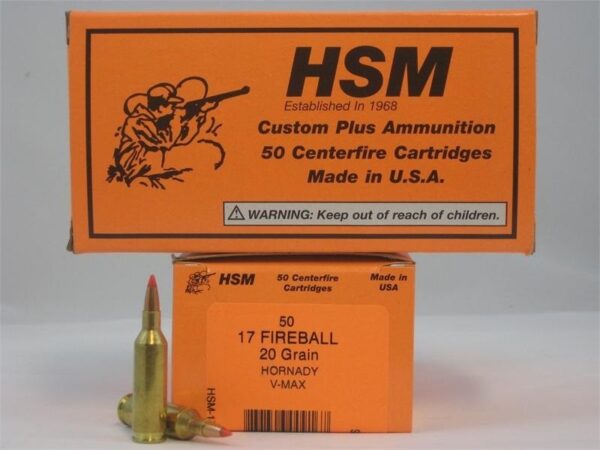 HSM
Established In 1968
Custom Plus Ammunition
50 Centerfire Cartridges
Made in U.S.A.
WARNING: Keep out of reach of children.
HSM
50 Centerfire
Cartridges
Made in
USA
50
17 FIREBALL
20 Grain
HORNADY
V-MAX